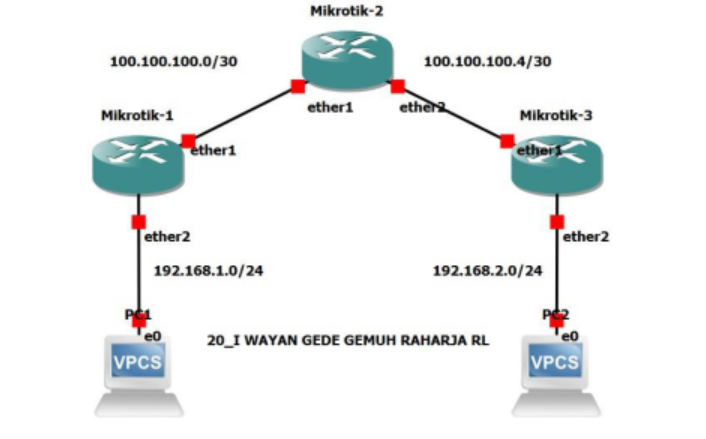 Mikrotik-2
100.100.100.0/30
100.100.100.4/30
ether1
ether2
Mikrotik-1
Mikrotik-3
ether1
ether1
ether2
ether2
192.168.1.0/24
192.168.2.0/24
PC1
PC2
e0
e0
20_I WAYAN GEDE GEMUH RAHARJA RL
VPCS
VPCS